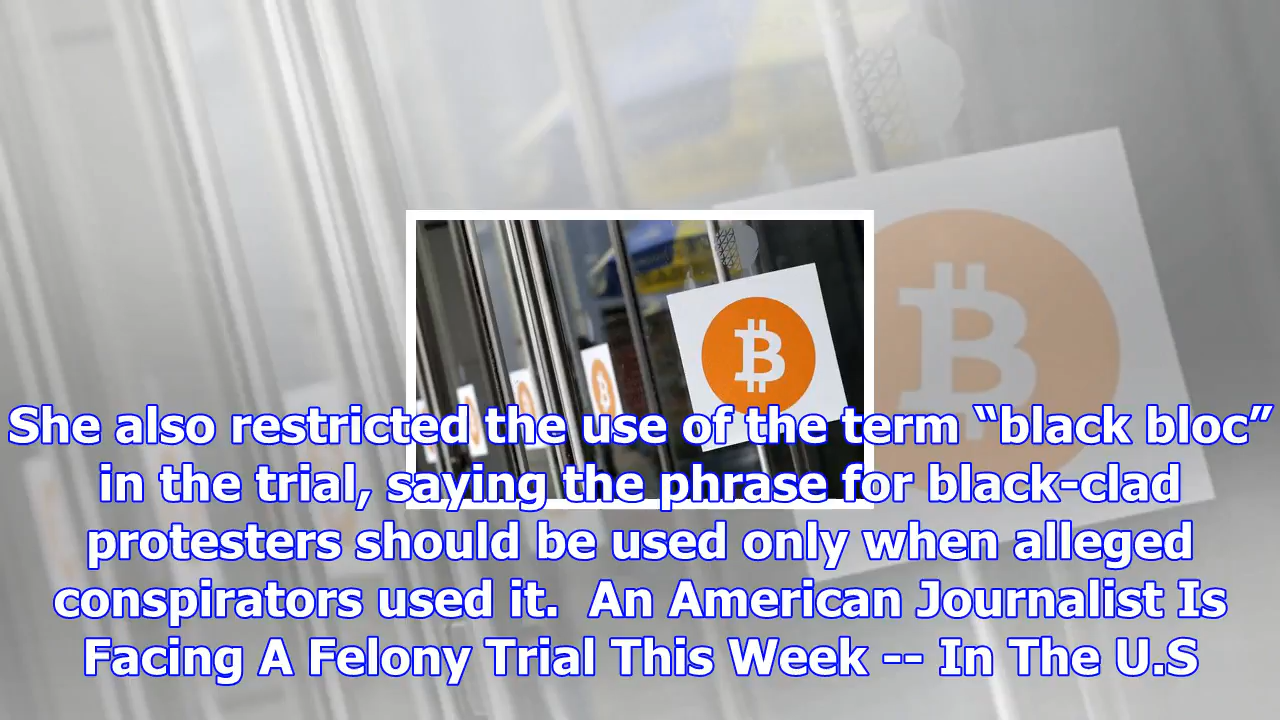 She also restricted the use of the term “black bloc”
in the trial, saying the phrase for black-clad
protesters should be used only when alleged
conspirators used it.  An American Journalist Is
Facing A Felony Trial This Week -- In The U.S